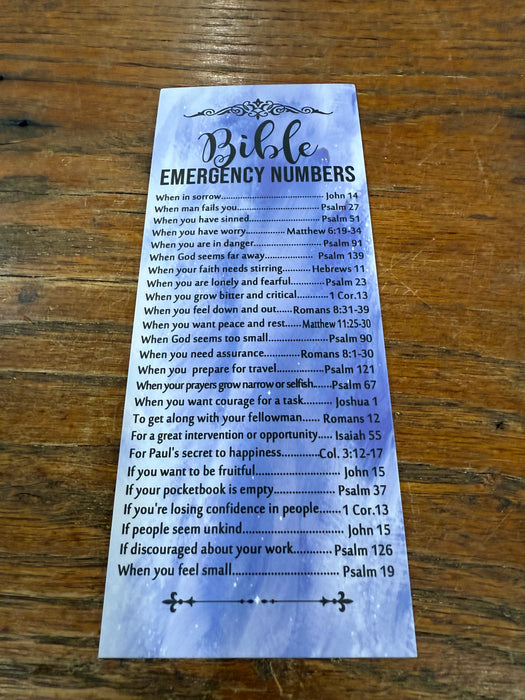 Bible
EMERGENCY NUMBERS
When in sorrow....................................... John 14
When man fails you...............................Psalm 27
When you have sinned...........................Psalm 51
When you have worry............... Matthew 6:19-34
When you are in danger.........................Psalm 91
When God seems far away................. Psalm 139
When your faith needs stirring..........Hebrews 11
When you are lonely and fearful...........Psalm 23
When you grow bitter and critical...........1 Cor.13
When you feel down and out......Romans 8:31-39
When you want peace and rest......Matthew 11:25-30
When God seems too small.....................Psalm 90
When you need assurance............Romans 8:1-30
When you prepare for travel................Psalm 121
When your prayers grow narrow or selfish......Psalm 67
When you want courage for a task.......... Joshua 1
To get along with your fellowman...... Romans 12
For a great intervention or opportunity..... Isaiah 55
For Paul's secret to happiness.............Col. 3:12-17
If you want to be fruitful............................ John 15
If your pocketbook is empty.................... Psalm 37
If you're losing confidence in people.......1 Cor.13
If people seem unkind.................................John 15
If discouraged about your work............ Psalm 126
When you feel small.................................. Psalm 19